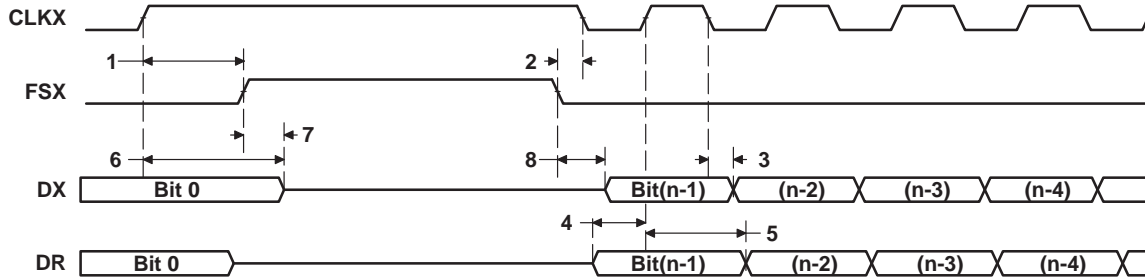 CLKX
1
2
FSX
7
6
8
3
DX
Bit 0
Bit(n-1)
(n-2)
(n-3)
(n-4)
4
5
DR
Bit 0
Bit(n-1)
(n-2)
(n-3)
(n-4)